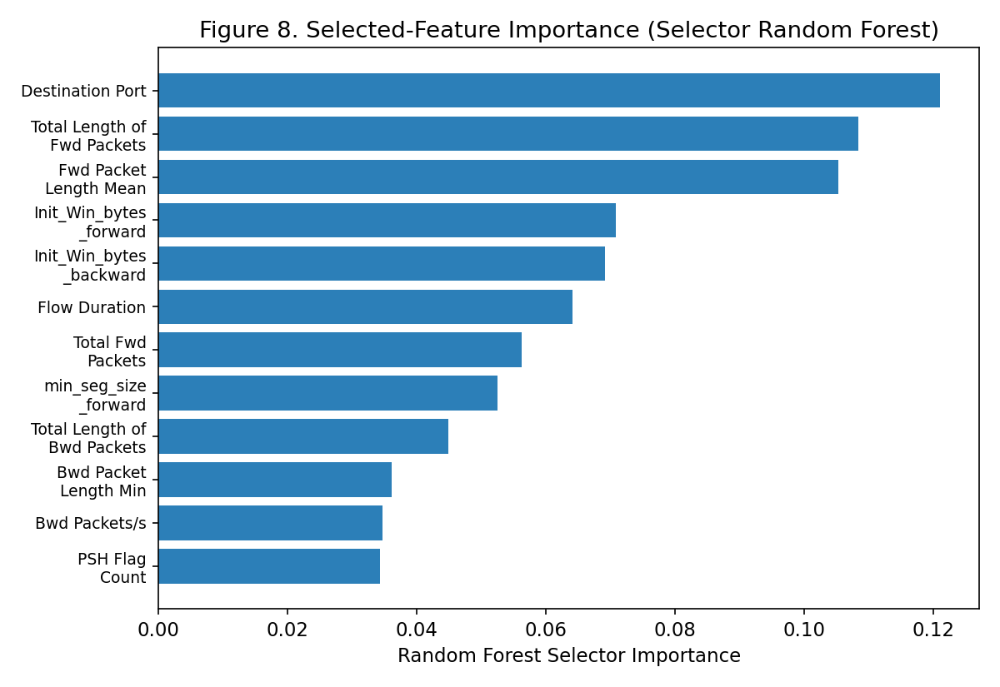 Figure 8. Selected-Feature Importance (Selector Random Forest)
Destination Port
Total Length of
Fwd Packets
Fwd Packet
Length Mean
Init_Win_bytes
_forward
Init_Win_bytes
_backward
Flow Duration
Total Fwd
Packets
min_seg_size
_forward
Total Length of
Bwd Packets
Bwd Packet
Length Min
Bwd Packets/s
PSH Flag
Count
0.00 0.02 0.04 0.06 0.08 0.10 0.12
Random Forest Selector Importance